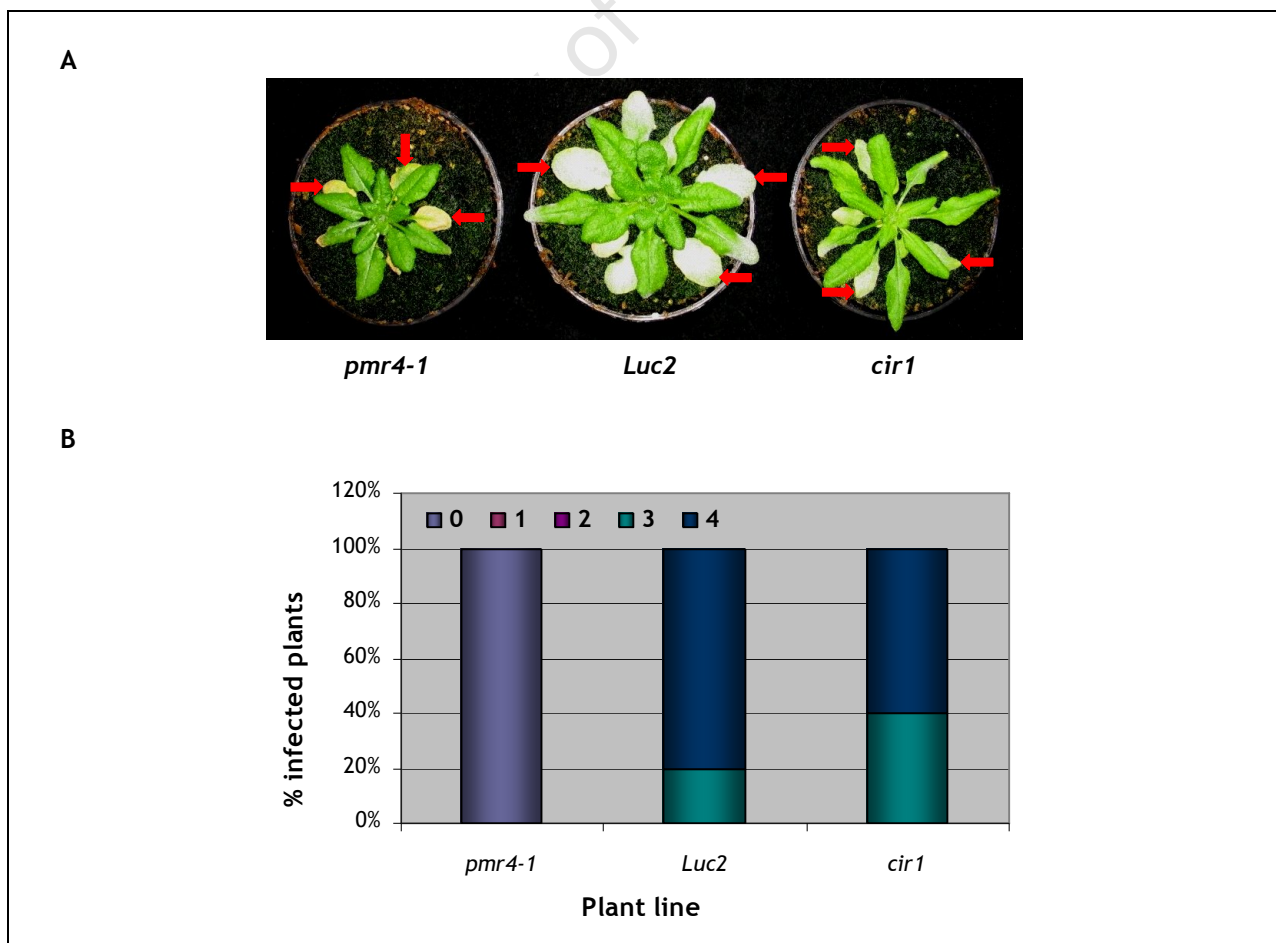 of
A
pmr4-1 Luc2 cir1
B
120%
0 1 2 3 4
100%
80%
60%
40%
20%
0%
% infected plants
pmr4-1 Luc2 cir1
Plant line